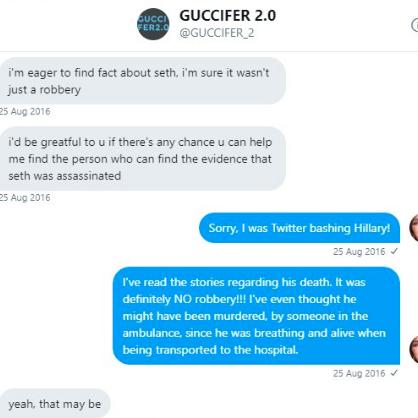 GUCCI
FER2.0
GUCCIFER 2.0
@GUCCIFER_2
i'm eager to find fact about seth, i'm sure it wasn't
just a robbery
25 Aug 2016
i'd be greatful to u if there's any chance u can help
me find the person who can find the evidence that
seth was assassinated
25 Aug 2016
Sorry, I was Twitter bashing Hillary!
25 Aug 2016 ✓
I've read the stories regarding his death. It was
definitely NO robbery!!! I've even thought he
might have been murdered, by someone in the
ambulance, since he was breathing and alive when
being transported to the hospital.
25 Aug 2016 ✓
yeah, that may be